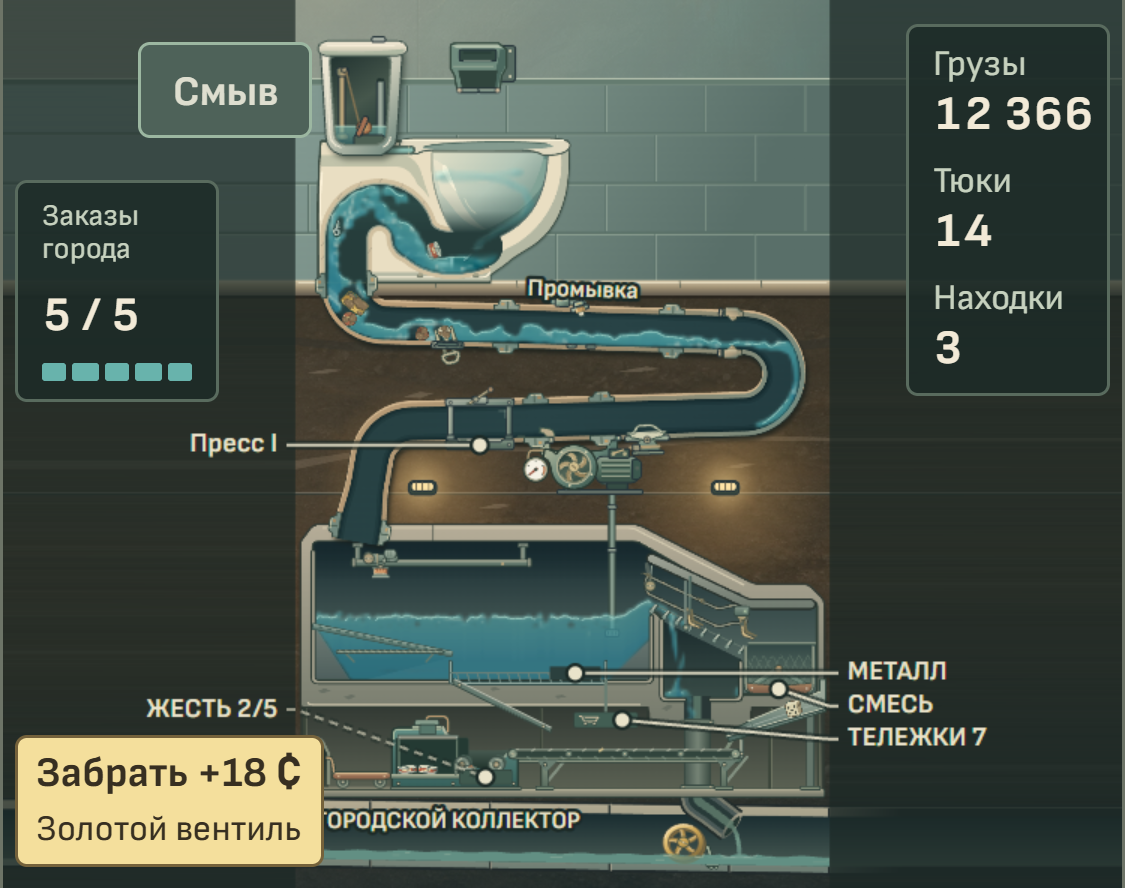 Смыв
Заказы
города
5 / 5
Грузы
12 366
Тюки
14
Находки
3
Промывка
Пресс I
МЕТАЛЛ
СМЕСЬ
ТЕЛЕЖКИ 7
ЖЕСТЬ 2/5
Забрать +18 ₵
Золотой вентиль
ГОРОДСКОЙ КОЛЛЕКТОР